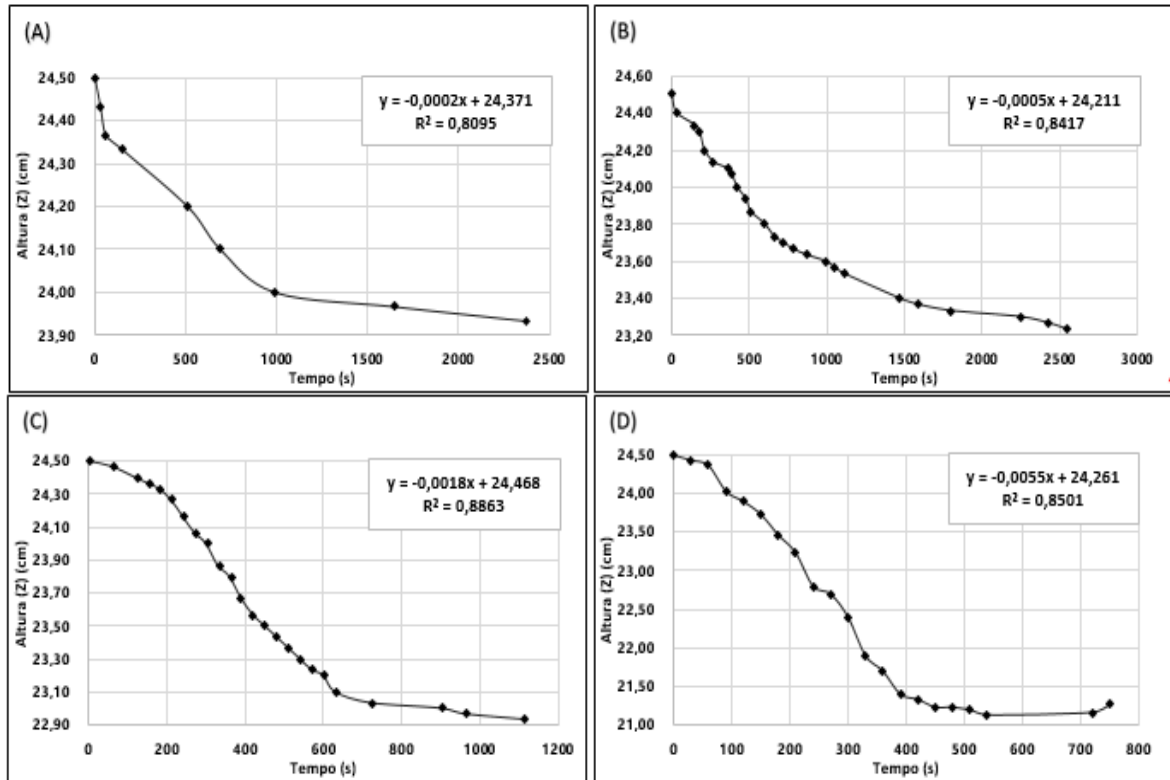 (A)
24,50
24,40
24,30
24,20
24,10
24,00
23,90
Altura (Z) (cm)
y = -0,0002x + 24,371
R² = 0,8095
0 500 1000 1500 2000 2500
Tempo (s)
(B)
24,60
24,40
24,20
24,00
23,80
23,60
23,40
23,20
Altura (Z) (cm)
y = -0,0005x + 24,211
R² = 0,8417
0 500 1000 1500 2000 2500 3000
Tempo (s)
(C)
24,50
24,30
24,10
23,90
23,70
23,50
23,30
23,10
22,90
Altura (Z) (cm)
y = -0,0018x + 24,468
R² = 0,8863
0 200 400 600 800 1000 1200
Tempo (s)
(D)
24,50
24,00
23,50
23,00
22,50
22,00
21,50
21,00
Altura (Z) (cm)
y = -0,0055x + 24,261
R² = 0,8501
0 100 200 300 400 500 600 700 800
Tempo (s)